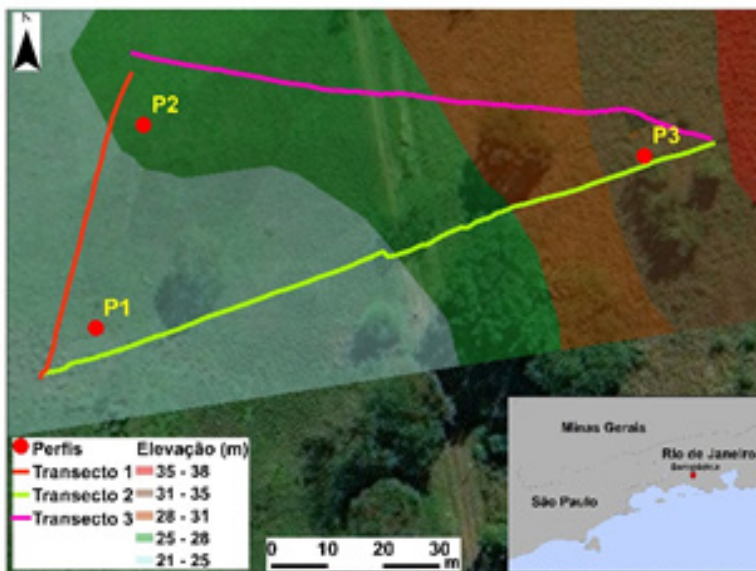 N
P2
P3
P1
Perfis
Transecto 1
Transecto 2
Transecto 3
Elevação (m)
35 - 38
31 - 35
28 - 31
25 - 28
21 - 25
0 10 20 30
m
Minas Gerais
Rio de Janeiro
Seropédica
São Paulo